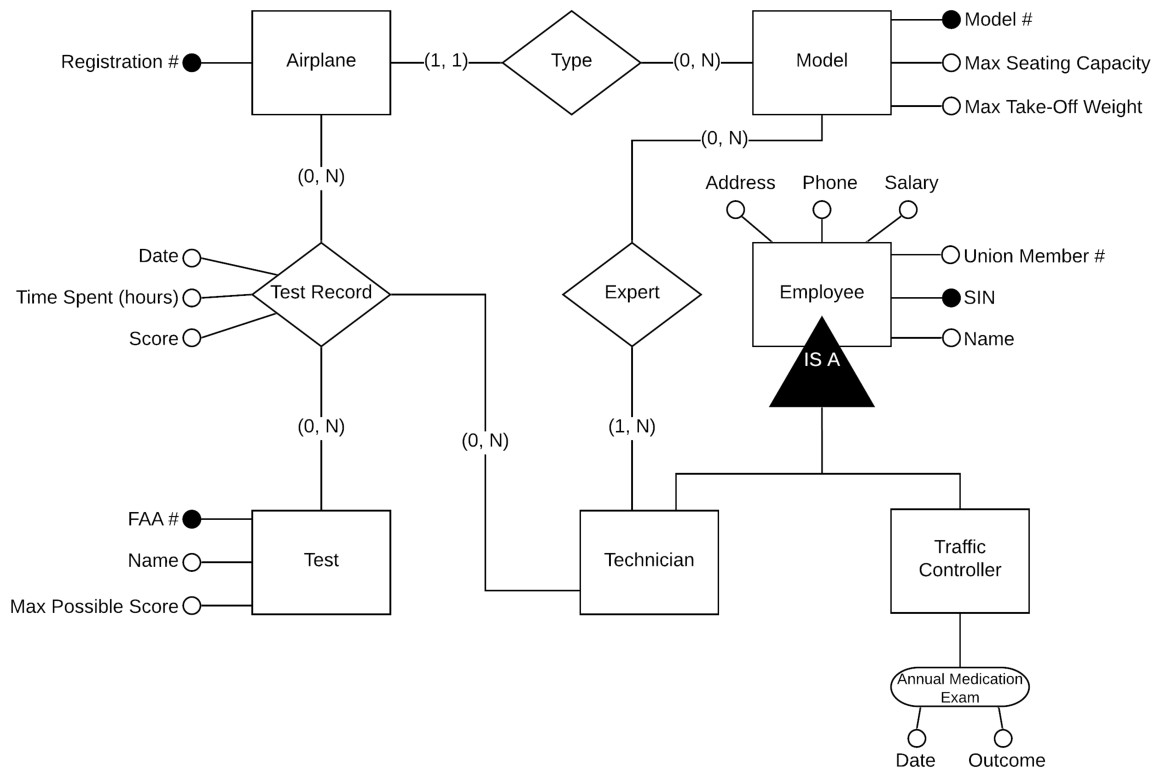 Registration #
Airplane
(1, 1)
Type
(0, N)
Model
Model #
Max Seating Capacity
Max Take-Off Weight
(0, N)
(0, N)
Address
Phone
Salary
Date
Time Spent (hours)
Score
Test Record
Expert
Employee
Union Member #
SIN
Name
IS A
(0, N)
(0, N)
(1, N)
FAA #
Name
Max Possible Score
Test
Technician
Traffic
Controller
Annual Medication
Exam
Date
Outcome